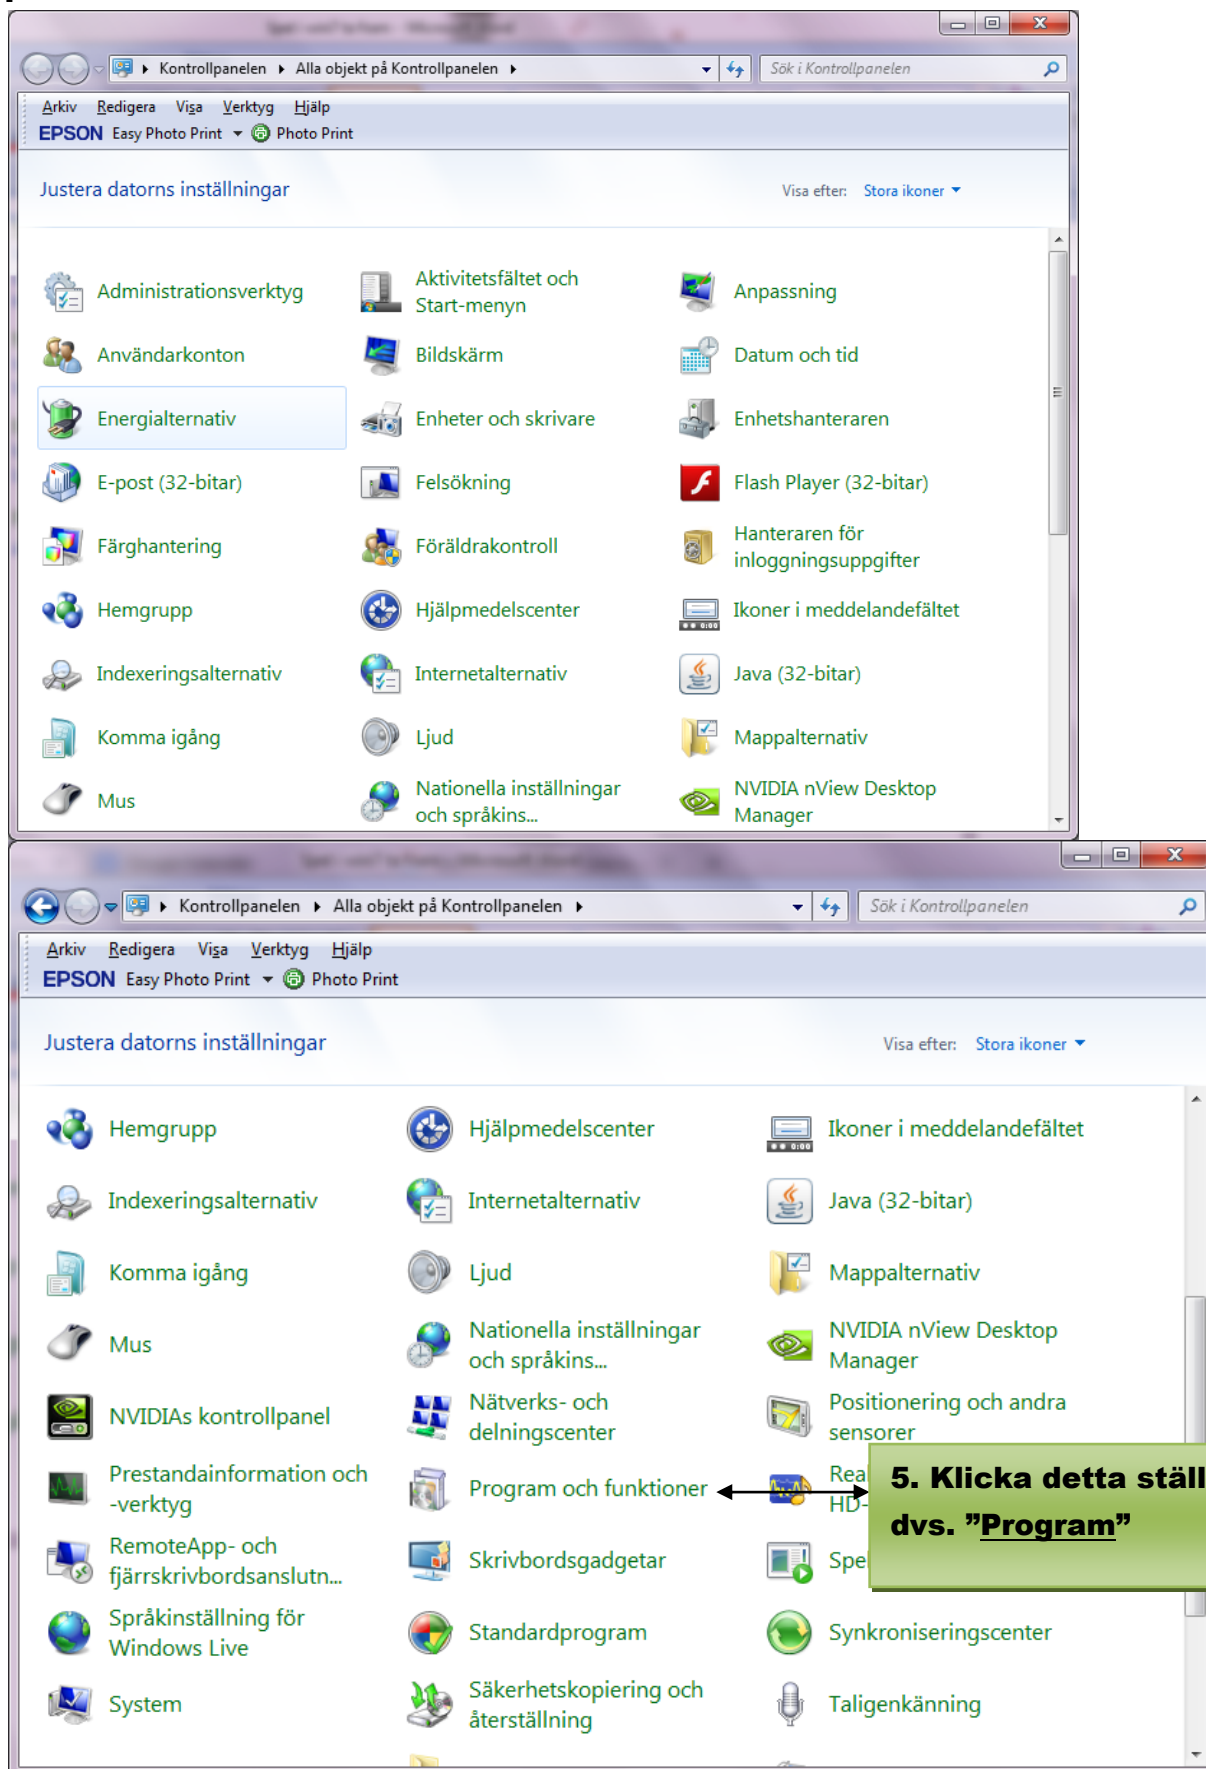 Kontrollpanelen Alla objekt på Kontrollpanelen Sök i Kontrollpanelen
Arkiv Redigera Visa Verktyg Hjälp
EPSON Easy Photo Print Photo Print
Justera datorns inställningar Visa efter: Stora ikoner
Administrationsverktyg
Aktivitetsfältet och
Start-menyn
Anpassning
Användarkonton
Bildskärm
Datum och tid
Energialternativ
Enheter och skrivare
Enhetshanteraren
E-post (32-bitar)
Felsökning
Flash Player (32-bitar)
Färghantering
Föräldrakontroll
Hanteraren för
inloggningsuppgifter
Hemgrupp
Hjälpmedelscenter
Ikoner i meddelandefältet
Indexeringsalternativ
Internetalternativ
Java (32-bitar)
Komma igång
Ljud
Mappalternativ
Mus
Nationella inställningar
och språkins...
NVIDIA nView Desktop
Manager
Kontrollpanelen Alla objekt på Kontrollpanelen Sök i Kontrollpanelen
Arkiv Redigera Visa Verktyg Hjälp
EPSON Easy Photo Print Photo Print
Justera datorns inställningar Visa efter: Stora ikoner
Hemgrupp
Hjälpmedelscenter
Ikoner i meddelandefältet
Indexeringsalternativ
Internetalternativ
Java (32-bitar)
Komma igång
Ljud
Mappalternativ
Mus
Nationella inställningar
och språkins...
NVIDIA nView Desktop
Manager
NVIDIAs kontrollpanel
Nätverks- och
delningscenter
Positionering och andra
sensorer
Prestandainformation och
-verktyg
Program och funktioner
Rea
HD-
5. Klicka detta ställ
dvs. ”Program”
RemoteApp- och
fjärrskrivbordsanslutn...
Skrivbordsgadgetar
Spel
Språkinställning för
Windows Live
Standardprogram
Synkroniseringscenter
System
Säkerhetskopiering och
återställning
Taligenkänning